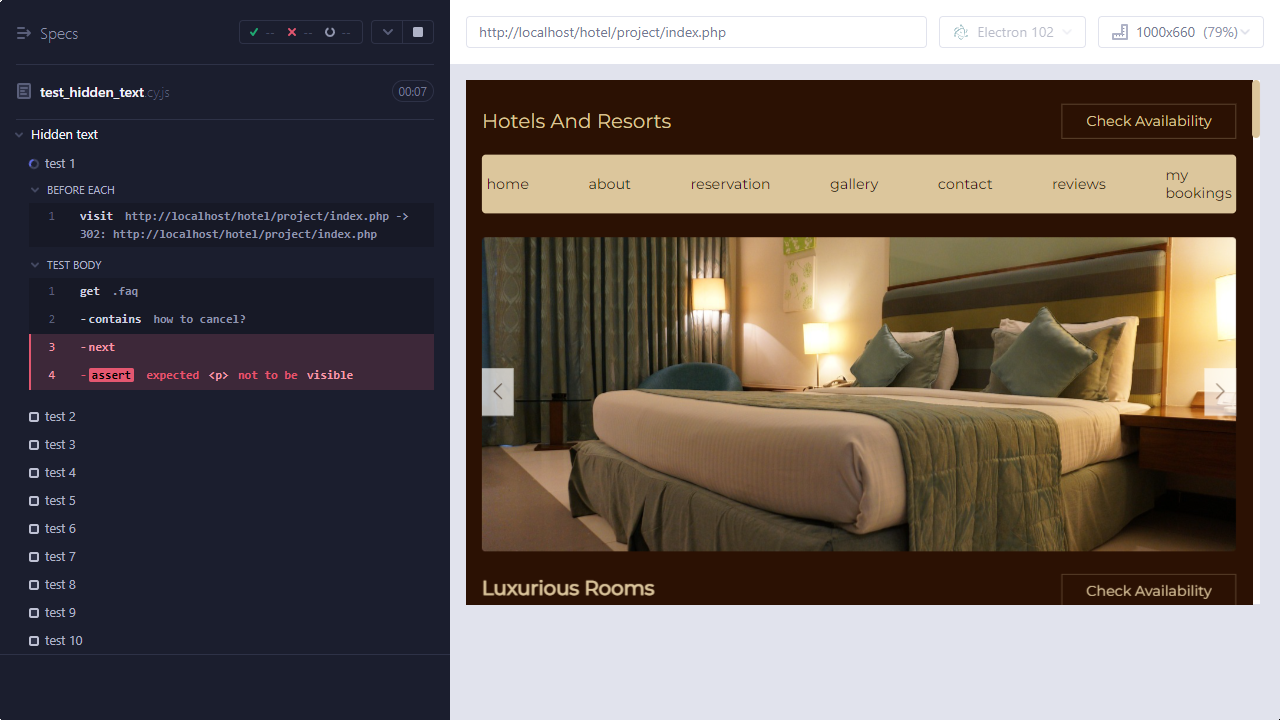 Specs
-- -- --
test_hidden_text.cy.js
00:07
Hidden text
test 1
BEFORE EACH
1 visit http://localhost/hotel/project/index.php ->
302: http://localhost/hotel/project/index.php
TEST BODY
1 get .faq
2 -contains how to cancel?
3 -next
4 -assert expected <p> not to be visible
test 2
test 3
test 4
test 5
test 6
test 7
test 8
test 9
test 10
http://localhost/hotel/project/index.php
Electron 102
1000x660 (79%)
Hotels And Resorts
Check Availability
home about reservation gallery contact reviews my
bookings
Luxurious Rooms
Check Availability